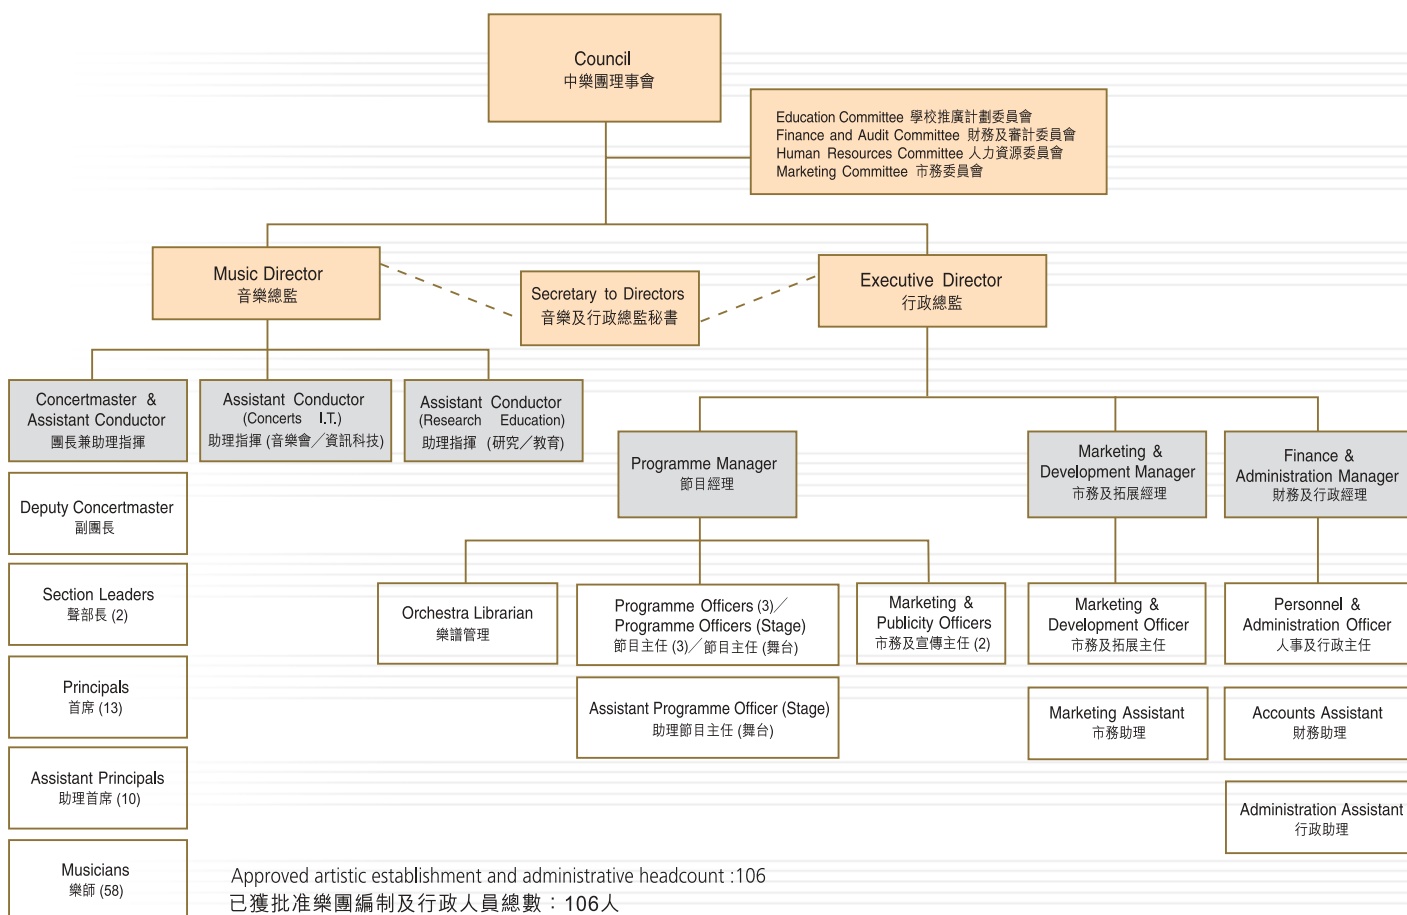 Council
中樂團理事會
Education Committee 學校推廣計劃委員會
Finance and Audit Committee 財務及審計委員會
Human Resources Committee 人力資源委員會
Marketing Committee 市務委員會
Music Director
音樂總監
Secretary to Directors
音樂及行政總監秘書
Executive Director
行政總監
Concertmaster &
Assistant Conductor
團長兼助理指揮
Assistant Conductor
(Concerts I.T.)
助理指揮 (音樂會／資訊科技)
Assistant Conductor
(Research Education)
助理指揮 (研究／教育)
Programme Manager
節目經理
Marketing &
Development Manager
市務及拓展經理
Finance &
Administration Manager
財務及行政經理
Deputy Concertmaster
副團長
Section Leaders
聲部長 (2)
Principals
首席 (13)
Assistant Principals
助理首席 (10)
Musicians
樂師 (58)
Orchestra Librarian
樂譜管理
Programme Officers (3)／
Programme Officers (Stage)
節目主任 (3)／節目主任 (舞台)
Assistant Programme Officer (Stage)
助理節目主任 (舞台)
Marketing &
Publicity Officers
市務及宣傳主任 (2)
Marketing &
Development Officer
市務及拓展主任
Marketing Assistant
市務助理
Personnel &
Administration Officer
人事及行政主任
Accounts Assistant
財務助理
Administration Assistant
行政助理
Approved artistic establishment and administrative headcount :106
已獲批准樂團編制及行政人員總數：106人